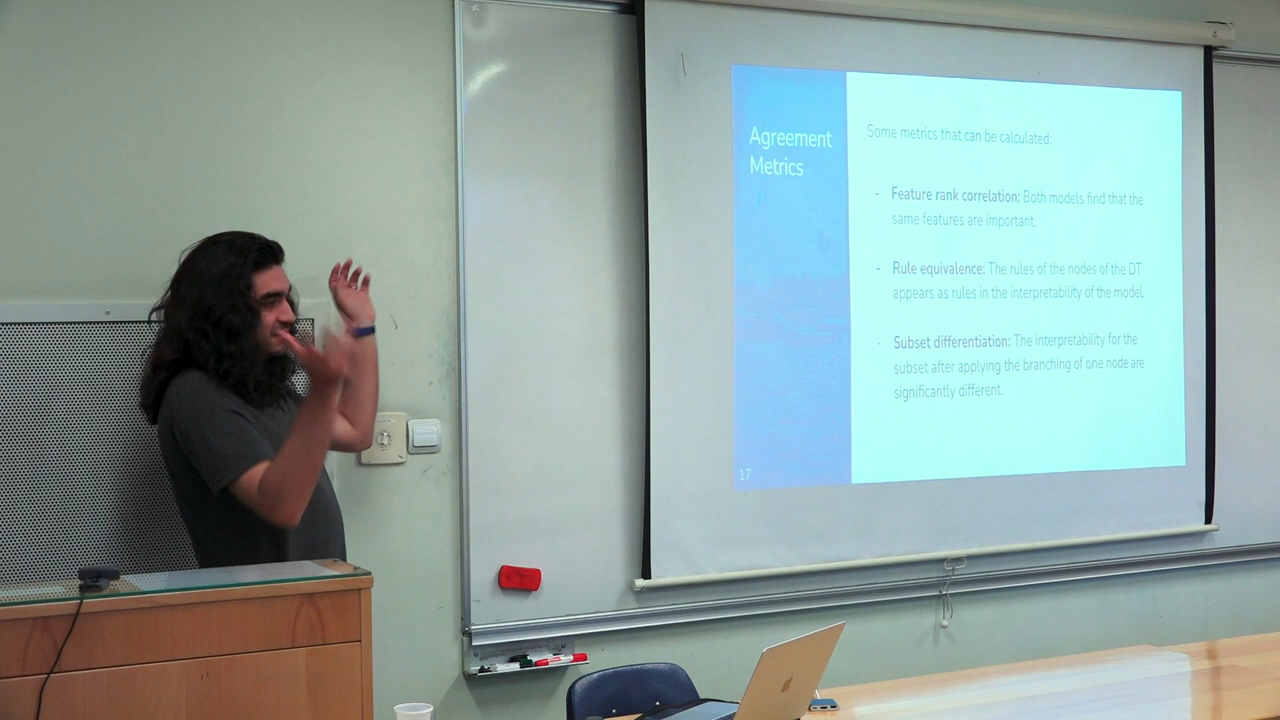 Agreement
Metrics
Some metrics that can be calculated:
- Feature rank correlation: Both models find that the
same features are important.
- Rule equivalence: The rules of the nodes of the DT
appears as rules in the interpretability of the model.
- Subset differentiation: The interpretability for the
subset after applying the branching of one node are
significantly different.
17